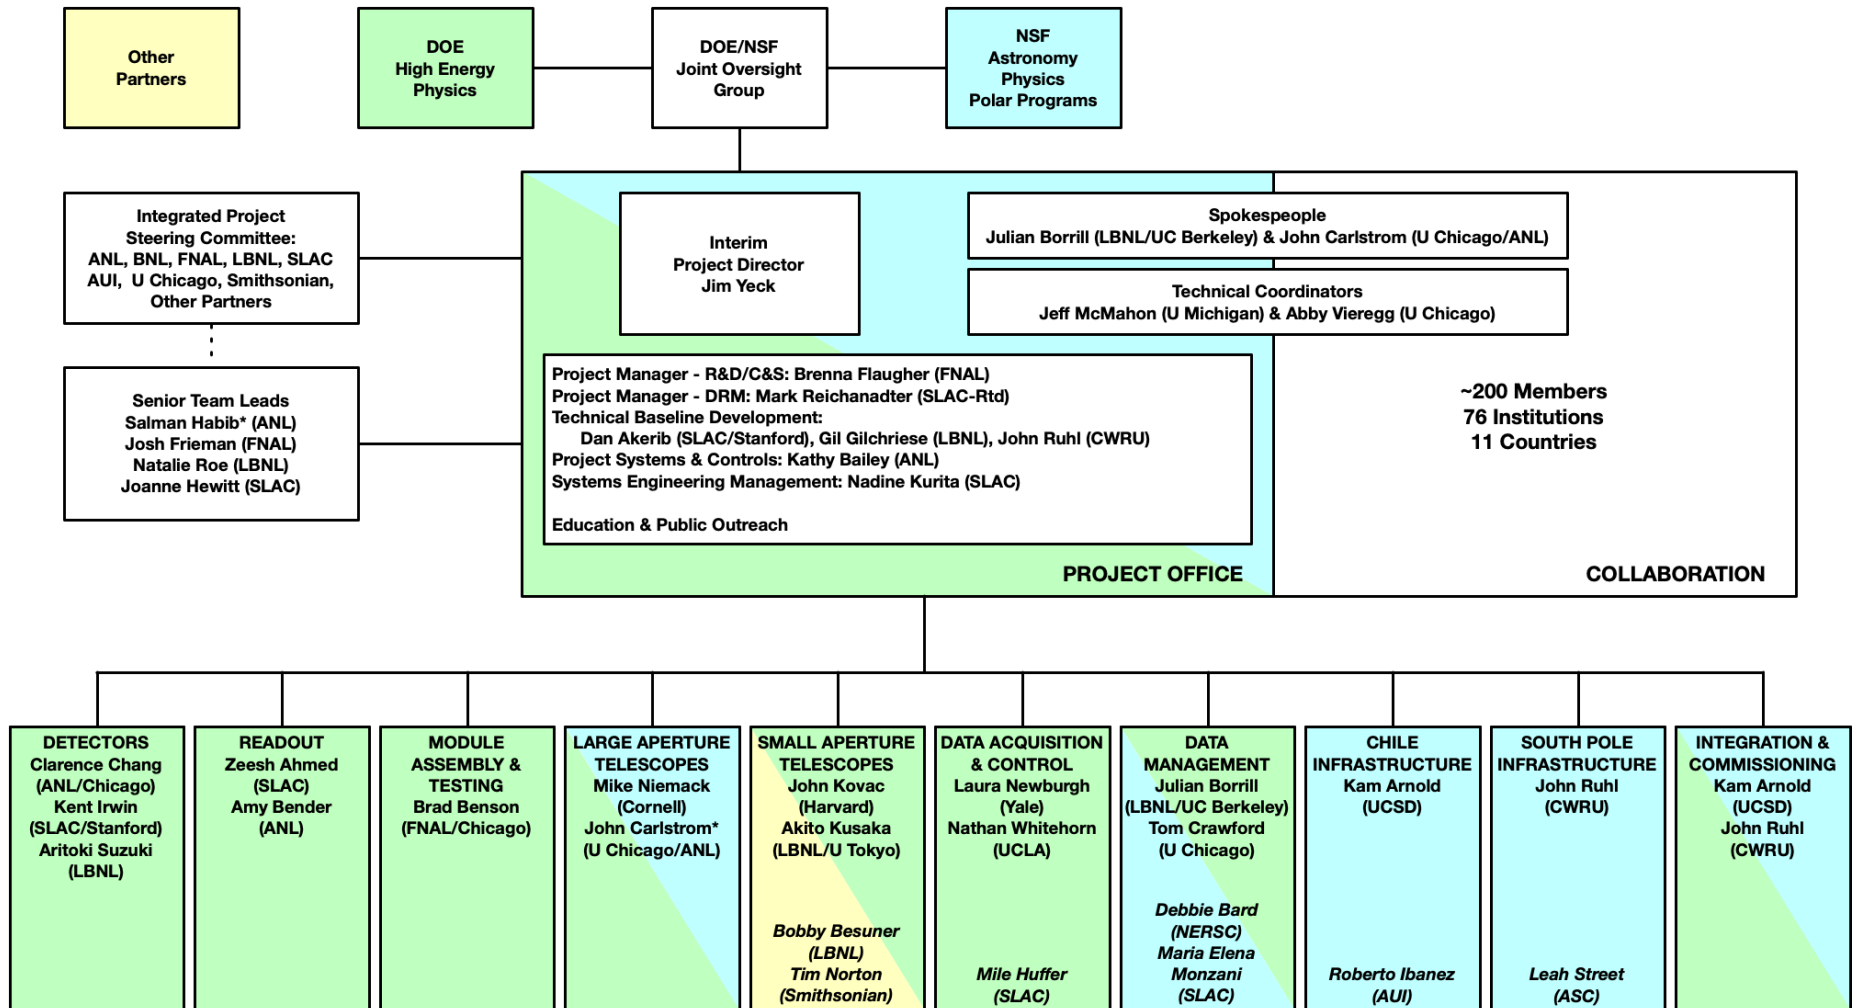 Other
Partners
DOE
High Energy
Physics
DOE/NSF
Joint Oversight
Group
NSF
Astronomy
Physics
Polar Programs
Integrated Project
Steering Committee:
ANL, BNL, FNAL, LBNL, SLAC
AUI, U Chicago, Smithsonian,
Other Partners
Senior Team Leads
Salman Habib* (ANL)
Josh Frieman (FNAL)
Natalie Roe (LBNL)
Joanne Hewitt (SLAC)
Interim
Project Director
Jim Yeck
Spokespeople
Julian Borrill (LBNL/UC Berkeley) & John Carlstrom (U Chicago/ANL)
Technical Coordinators
Jeff McMahon (U Michigan) & Abby Vieregg (U Chicago)
Project Manager - R&D/C&S: Brenna Flaugher (FNAL)
Project Manager - DRM: Mark Reichanadter (SLAC-Rtd)
Technical Baseline Development:
Dan Akerib (SLAC/Stanford), Gil Gilchriese (LBNL), John Ruhl (CWRU)
Project Systems & Controls: Kathy Bailey (ANL)
Systems Engineering Management: Nadine Kurita (SLAC)
Education & Public Outreach
PROJECT OFFICE
~200 Members
76 Institutions
11 Countries
COLLABORATION
DETECTORS
Clarence Chang
(ANL/Chicago)
Kent Irwin
(SLAC/Stanford)
Aritoki Suzuki
(LBNL)
READOUT
Zeesh Ahmed
(SLAC)
Amy Bender
(ANL)
MODULE
ASSEMBLY &
TESTING
Brad Benson
(FNAL/Chicago)
LARGE APERTURE
TELESCOPES
Mike Niemack
(Cornell)
John Carlstrom*
(U Chicago/ANL)
SMALL APERTURE
TELESCOPES
John Kovac
(Harvard)
Akito Kusaka
(LBNL/U Tokyo)
Bobby Besuner
(LBNL)
Tim Norton
(Smithsonian)
DATA ACQUISITION
& CONTROL
Laura Newburgh
(Yale)
Nathan Whitehorn
(UCLA)
Mile Huffer
(SLAC)
DATA
MANAGEMENT
Julian Borrill
(LBNL/UC Berkeley)
Tom Crawford
(U Chicago)
Debbie Bard
(NERSC)
Maria Elena
Monzani
(SLAC)
CHILE
INFRASTRUCTURE
Kam Arnold
(UCSD)
Roberto Ibanez
(AUI)
SOUTH POLE
INFRASTRUCTURE
John Ruhl
(CWRU)
Leah Street
(ASC)
INTEGRATION &
COMMISSIONING
Kam Arnold
(UCSD)
John Ruhl
(CWRU)